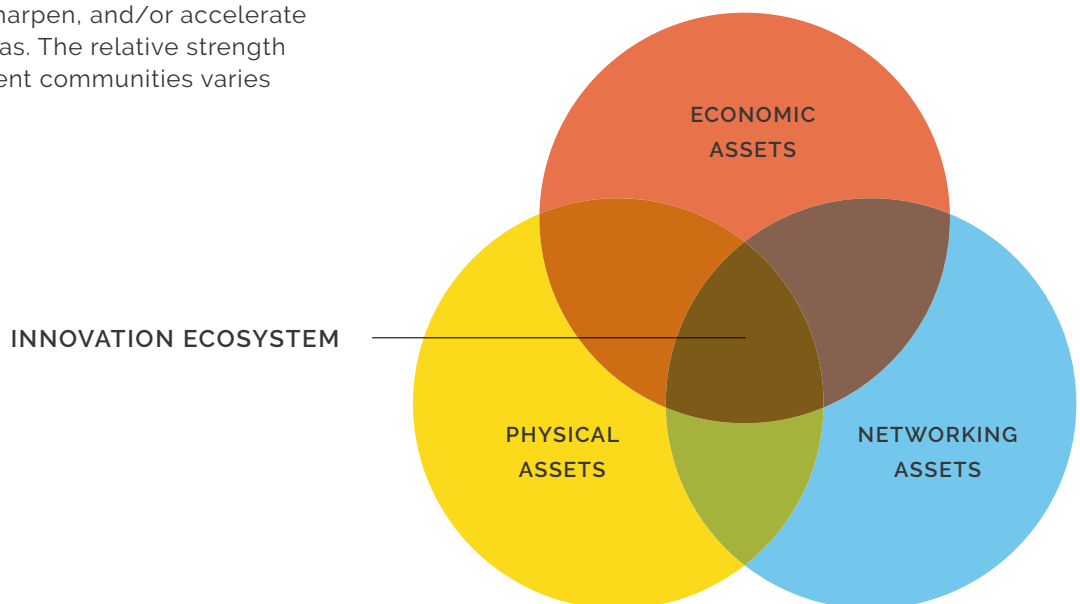 harpen, and/or accelerate
as. The relative strength
ent communities varies
ECONOMIC
ASSETS
INNOVATION ECOSYSTEM
PHYSICAL
ASSETS
NETWORKING
ASSETS